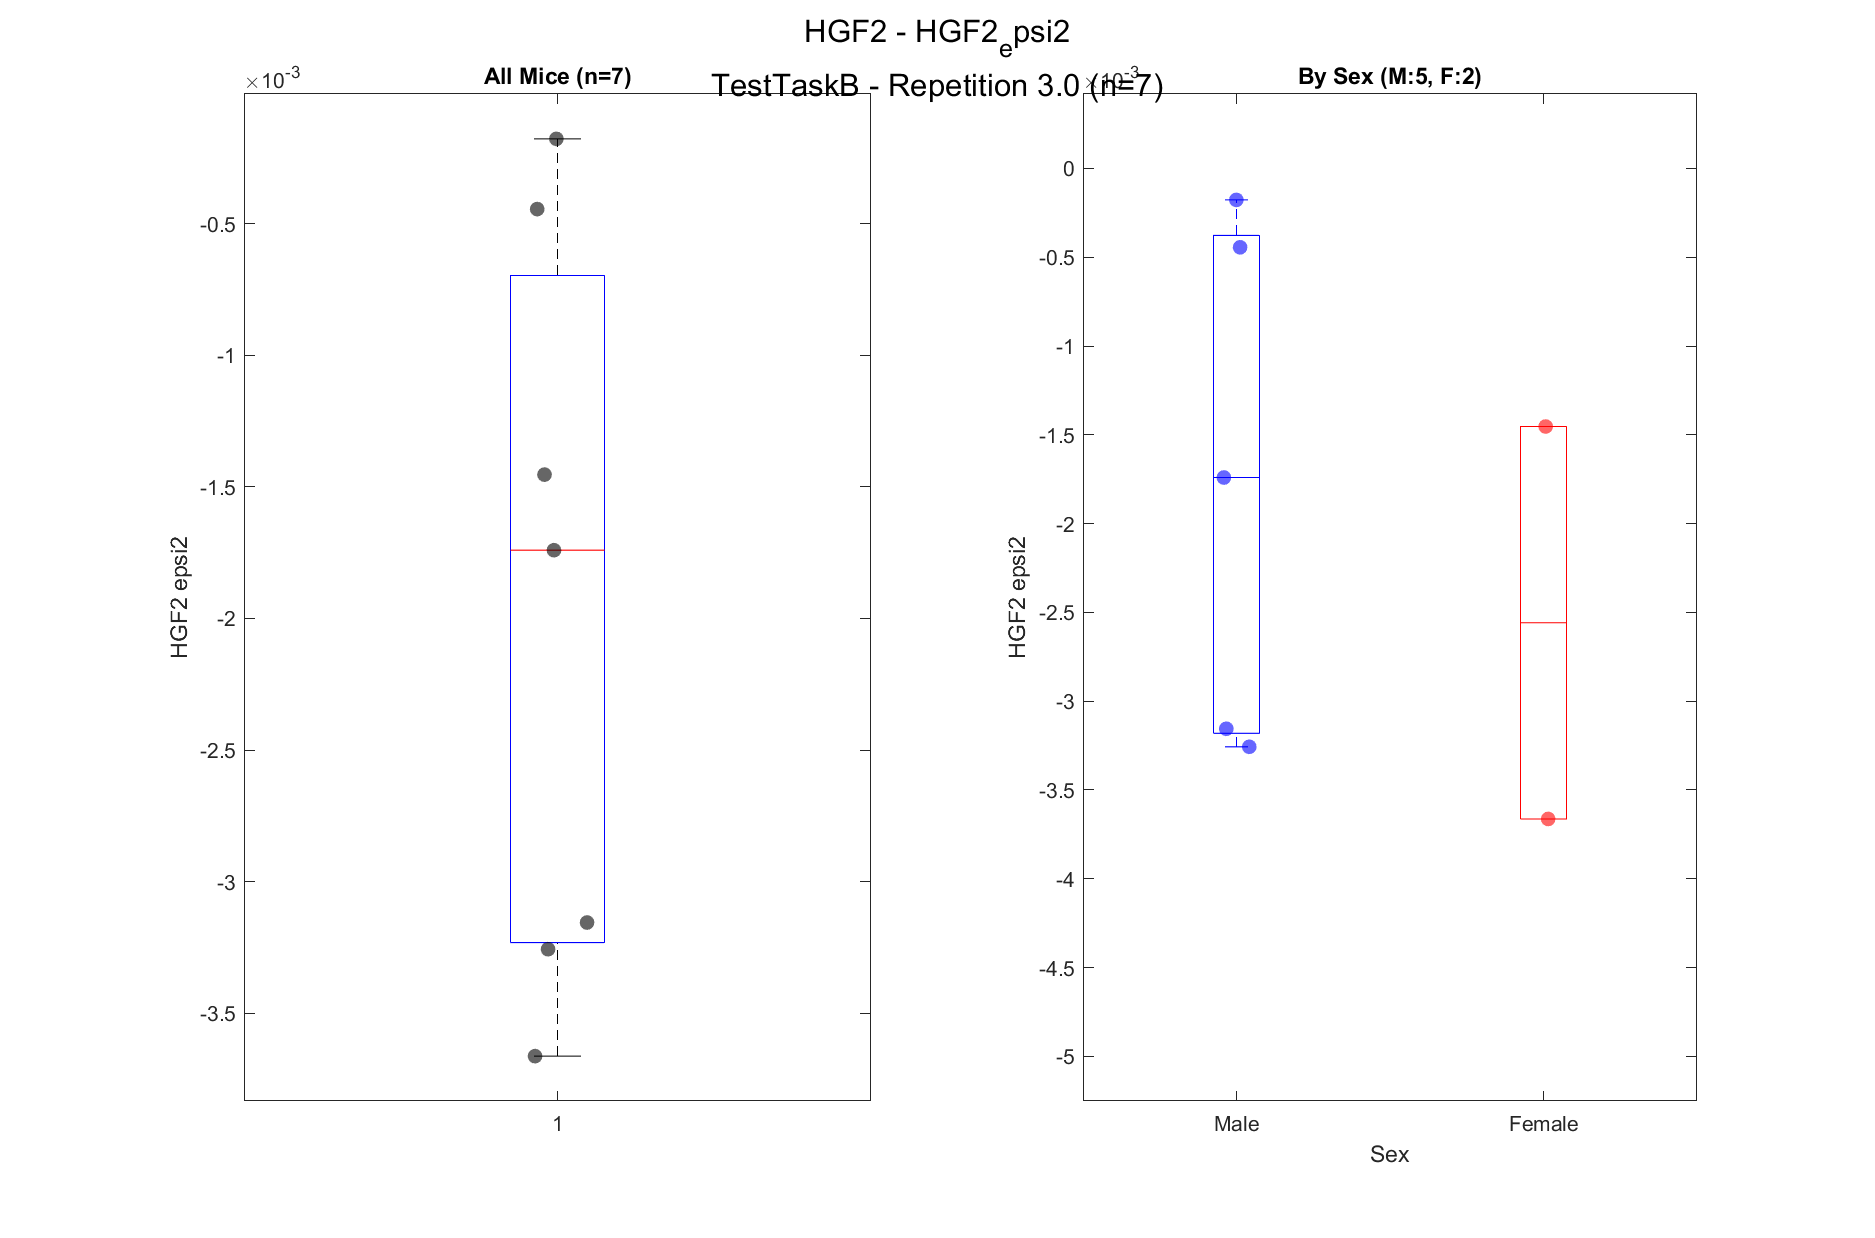 HGF2 - HGF2epsi2
TestTaskB - Repetition 3.0 (n=7)
×10-3
All Mice (n=7)
-0.5
-1
-1.5
-2
-2.5
-3
-3.5
HGF2 epsi2
1
×10-3
By Sex (M:5, F:2)
0
-0.5
-1
-1.5
-2
-2.5
-3
-3.5
-4
-4.5
-5
HGF2 epsi2
Male Female
Sex